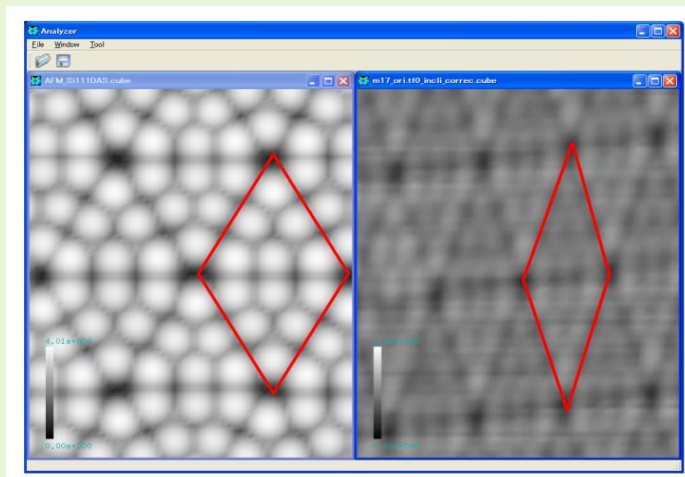 Analyzer
File Window Tool
AFM_Si111DAS.cube
m17_ori.tf0_incli_correc.cube
4.01e+000
0.00e+000